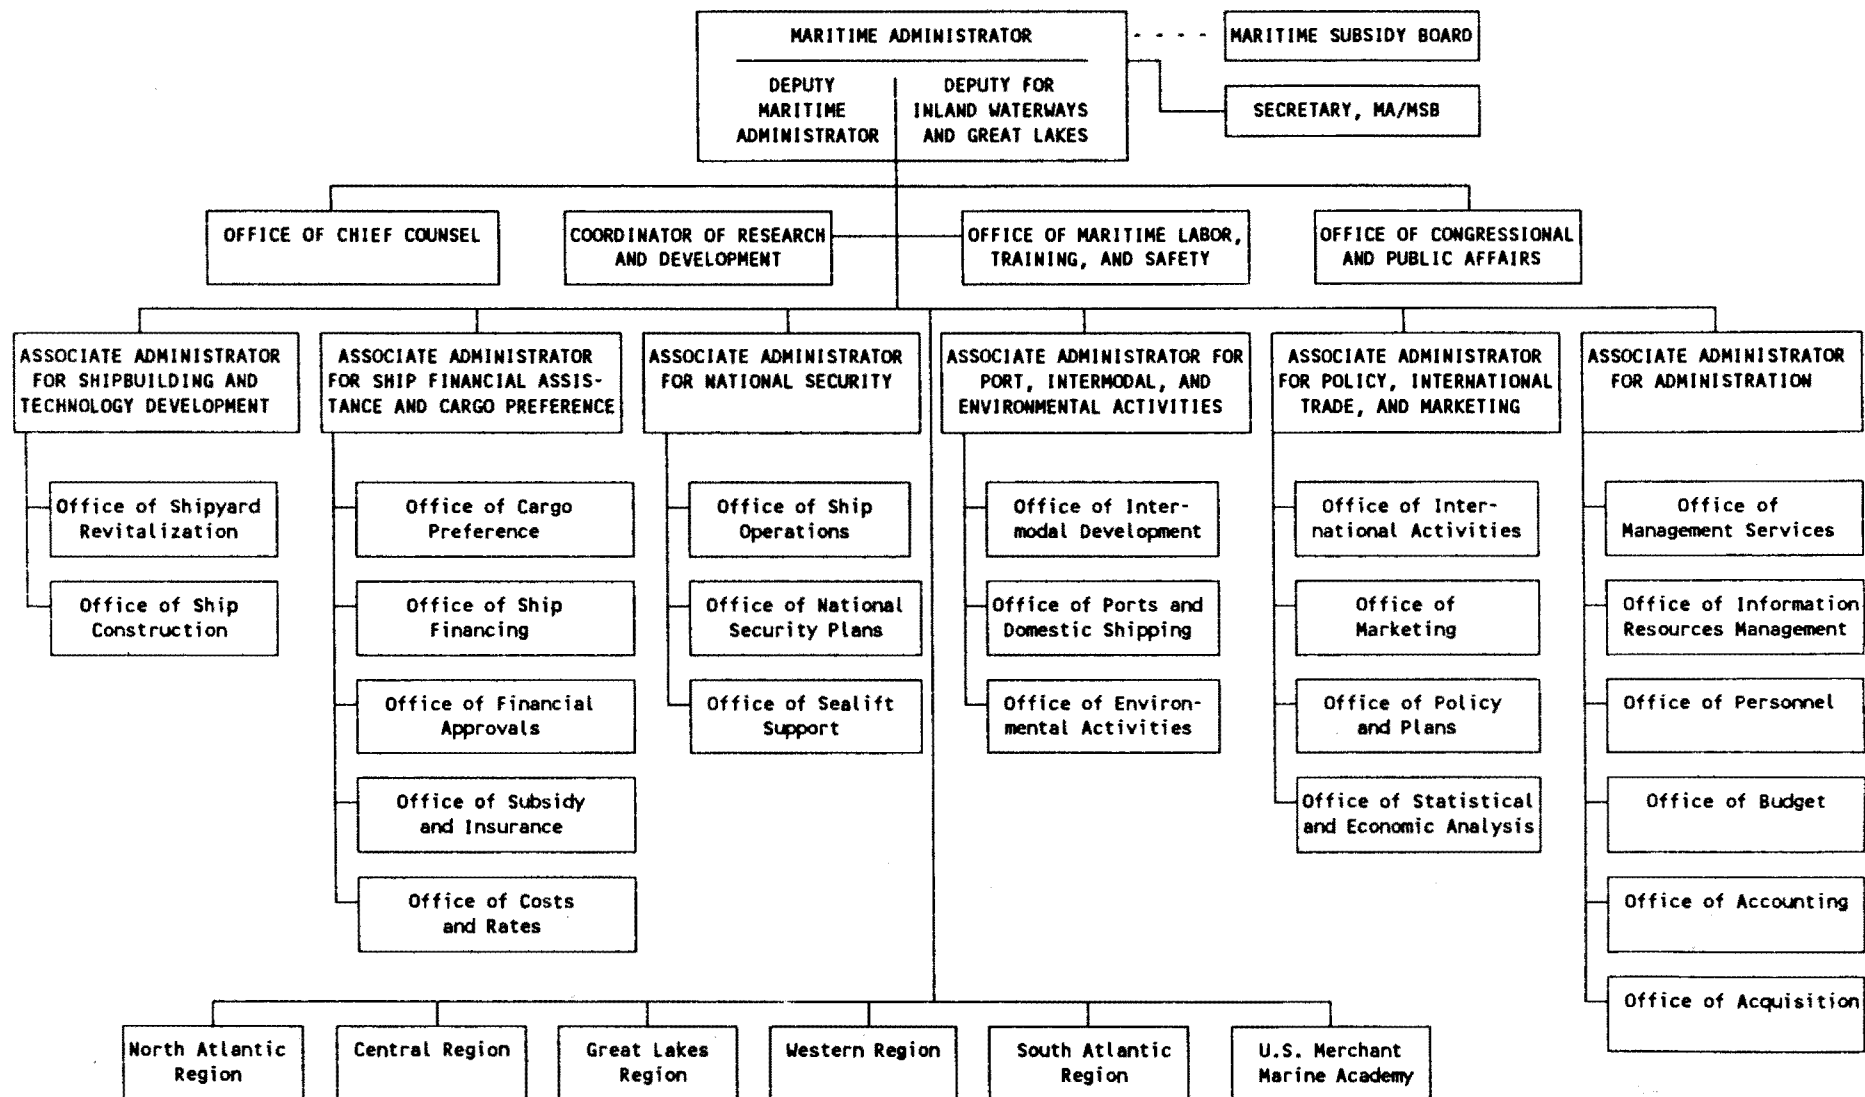 MARITIME ADMINISTRATOR
DEPUTY
MARITIME
ADMINISTRATOR
DEPUTY FOR
INLAND WATERWAYS
AND GREAT LAKES
MARITIME SUBSIDY BOARD
SECRETARY, MA/MSB
OFFICE OF CHIEF COUNSEL
COORDINATOR OF RESEARCH
AND DEVELOPMENT
OFFICE OF MARITIME LABOR,
TRAINING, AND SAFETY
OFFICE OF CONGRESSIONAL
AND PUBLIC AFFAIRS
ASSOCIATE ADMINISTRATOR
FOR SHIPBUILDING AND
TECHNOLOGY DEVELOPMENT
ASSOCIATE ADMINISTRATOR
FOR SHIP FINANCIAL ASSIS-
TANCE AND CARGO PREFERENCE
ASSOCIATE ADMINISTRATOR
FOR NATIONAL SECURITY
ASSOCIATE ADMINISTRATOR FOR
PORT, INTERMODAL, AND
ENVIRONMENTAL ACTIVITIES
ASSOCIATE ADMINISTRATOR
FOR POLICY, INTERNATIONAL
TRADE, AND MARKETING
ASSOCIATE ADMINISTRATOR
FOR ADMINISTRATION
Office of Shipyard
Revitalization
Office of Ship
Construction
Office of Cargo
Preference
Office of Ship
Financing
Office of Financial
Approvals
Office of Subsidy
and Insurance
Office of Costs
and Rates
Office of Ship
Operations
Office of National
Security Plans
Office of Sealift
Support
Office of Inter-
modal Development
Office of Ports and
Domestic Shipping
Office of Environ-
mental Activities
Office of Inter-
national Activities
Office of
Marketing
Office of Policy
and Plans
Office of Statistical
and Economic Analysis
Office of
Management Services
Office of Information
Resources Management
Office of Personnel
Office of Budget
Office of Accounting
Office of Acquisition
North Atlantic
Region
Central Region
Great Lakes
Region
Western Region
South Atlantic
Region
U.S. Merchant
Marine Academy